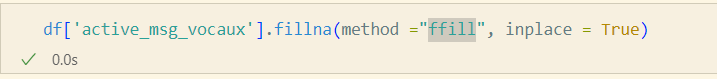 df['active_msg_vocaux'].fillna(method ="ffill", inplace = True)
0.0s